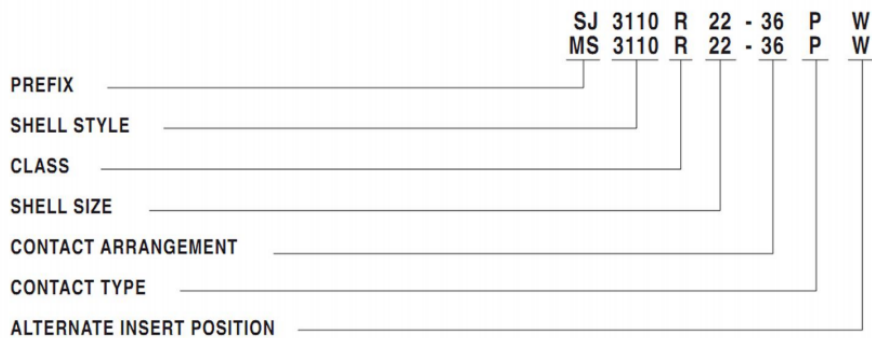 SJ 3110 R 22 - 36 P W
MS 3110 R 22 - 36 P W
PREFIX
SHELL STYLE
CLASS
SHELL SIZE
CONTACT ARRANGEMENT
CONTACT TYPE
ALTERNATE INSERT POSITION